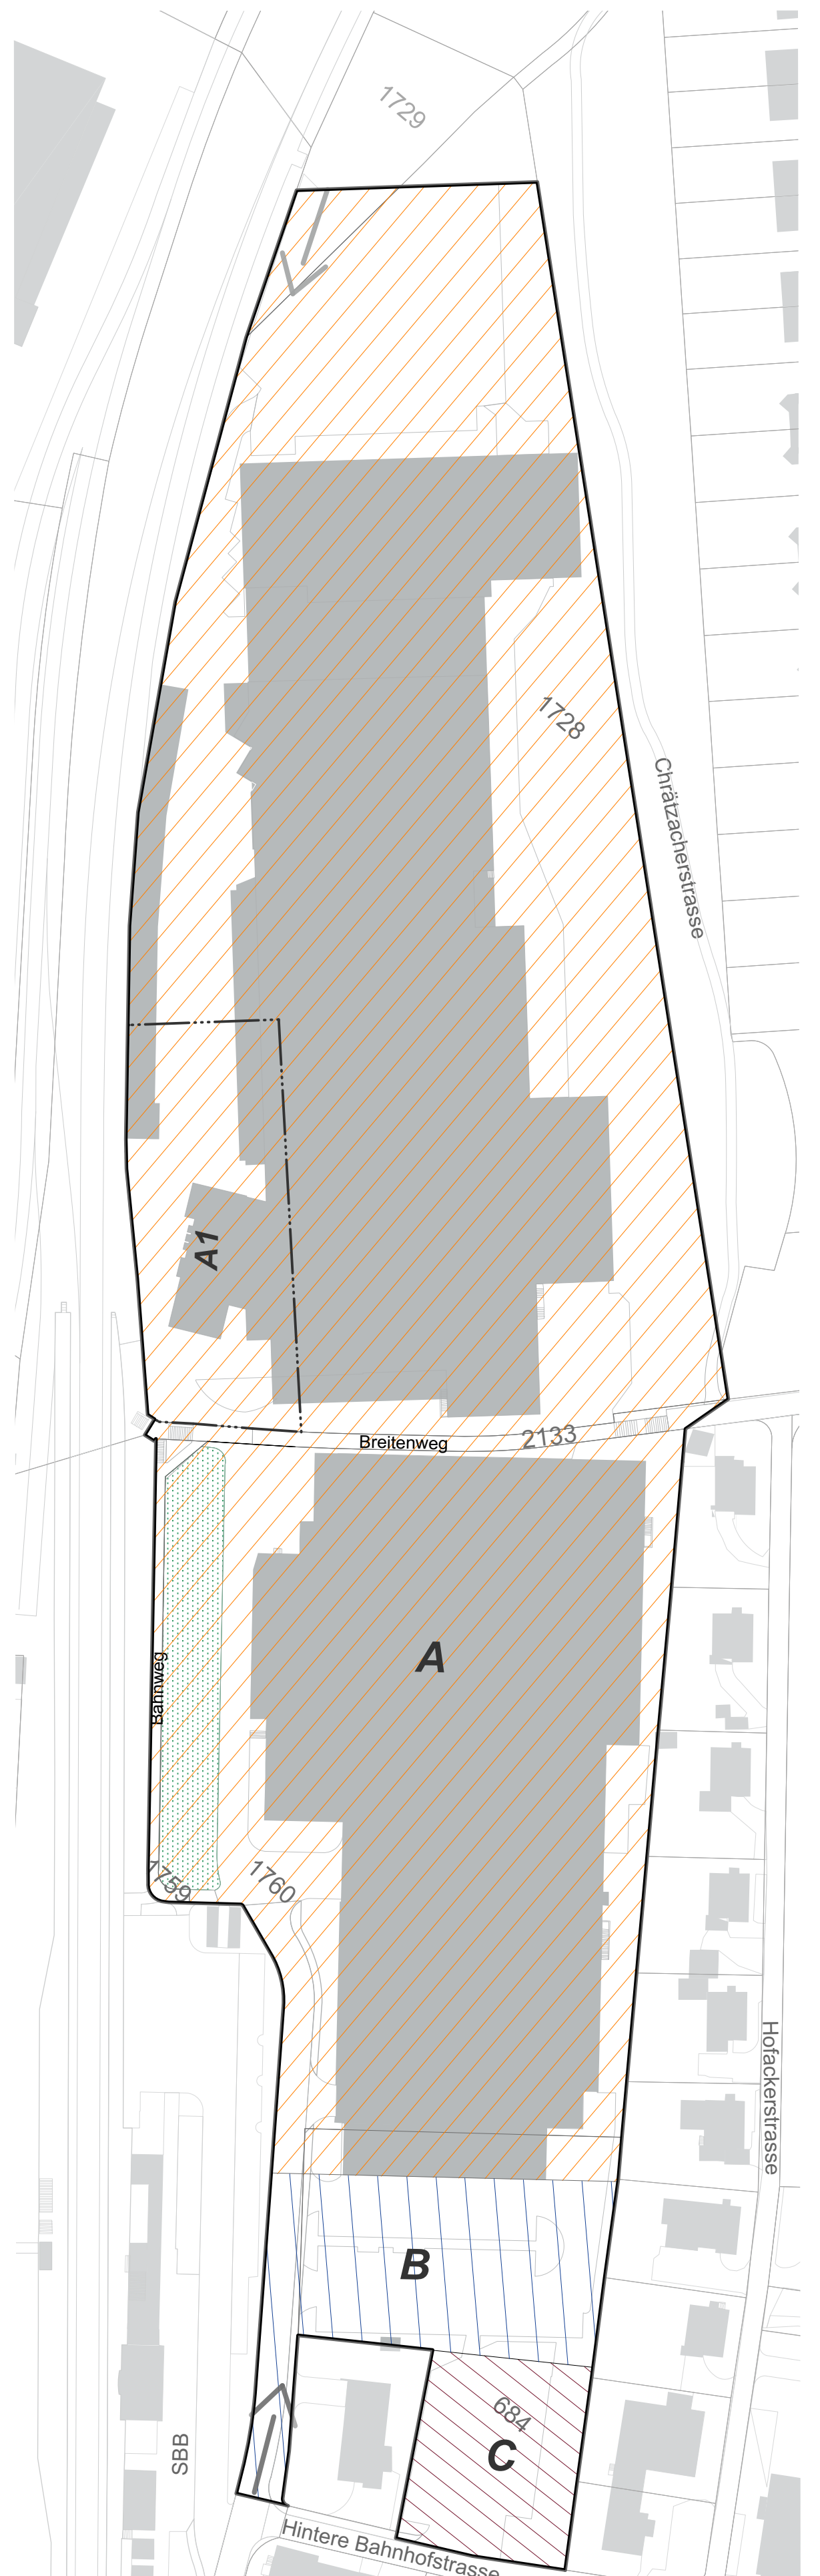 1729
1728
Chrätzacherstrasse
A1
Breitenweg
2133
A
Bahnweg
1759
1760
Hofackerstrasse
B
684
C
SBB
Hintere Bahnhofstrasse